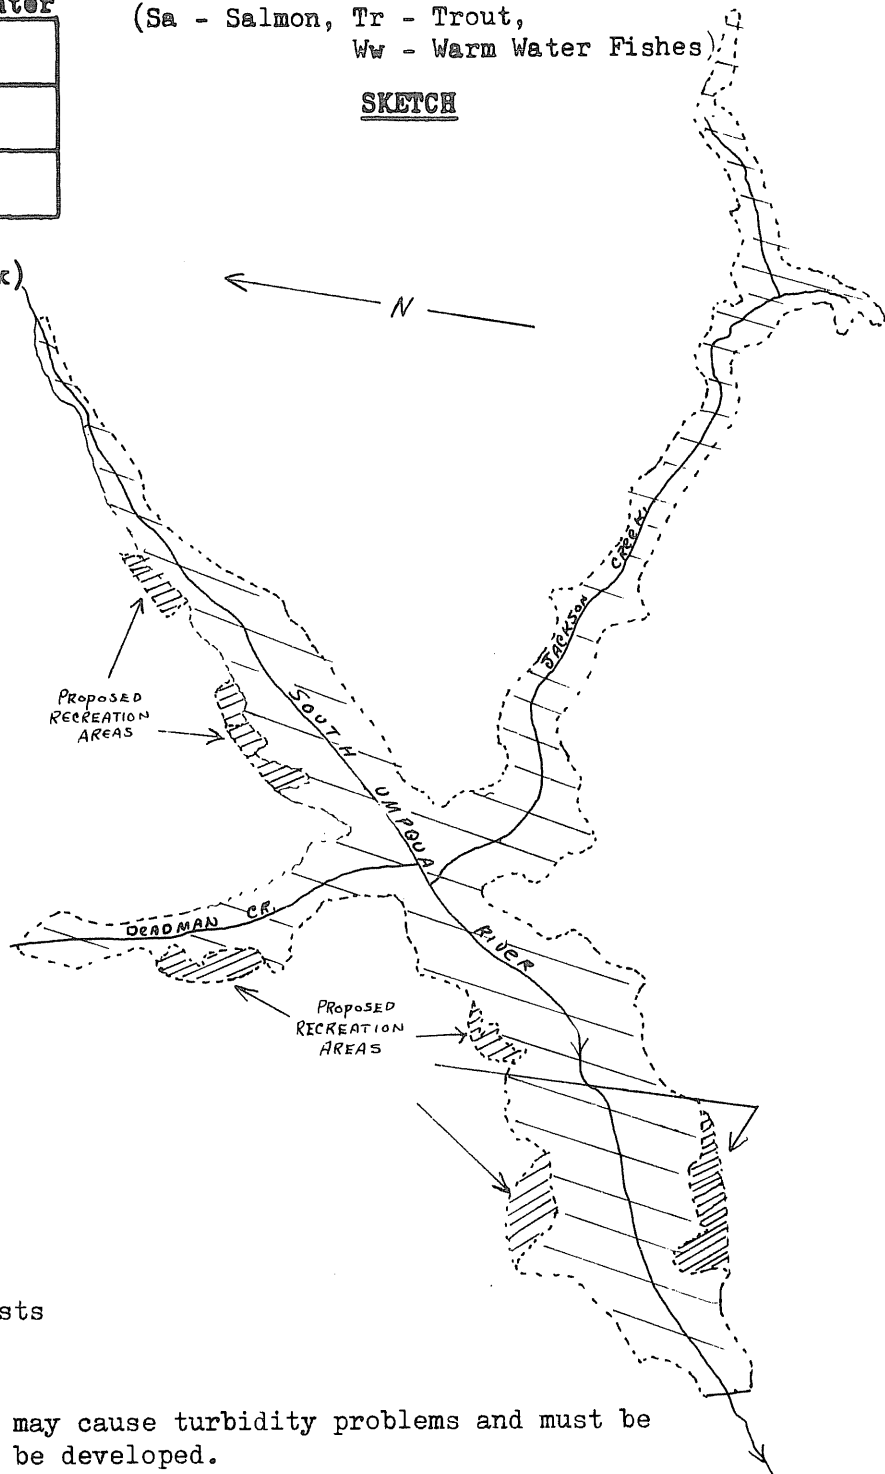 (Sa - Salmon, Tr - Trout,
Ww - Warm Water Fishes)
SKETCH
N
JACKSON CREEK
PROPOSED
RECREATION
AREAS
SOUTH UMPQUA RIVER
DEADMAN CR.
PROPOSED
RECREATION
AREAS
sts
may cause turbidity problems and must be
be developed.